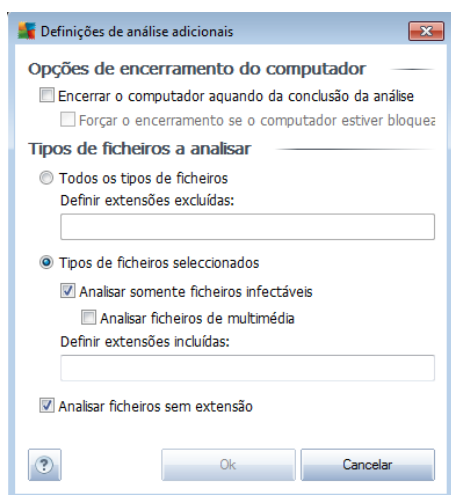 Definições de análise adicionais
Opções de encerramento do computador
Encerrar o computador aquando da conclusão da análise
Forçar o encerramento se o computador estiver bloquea
Tipos de ficheiros a analisar
Todos os tipos de ficheiros
Definir extensões excluídas:
Tipos de ficheiros seleccionados
Analisar somente ficheiros infectáveis
Analisar ficheiros de multimédia
Definir extensões incluídas:
Analisar ficheiros sem extensão
? Ok Cancelar